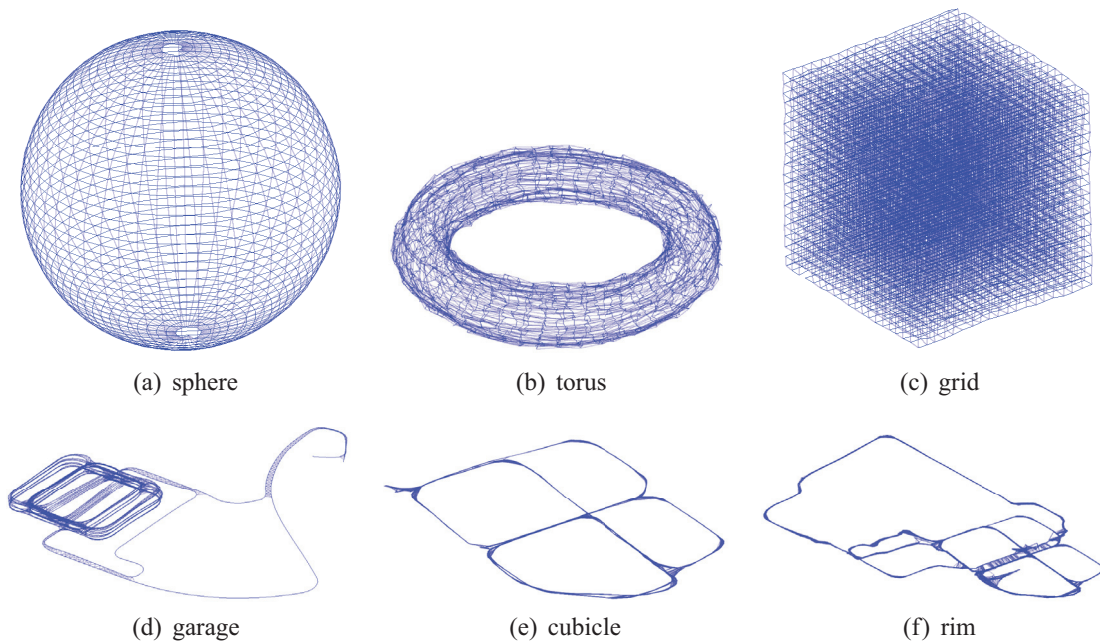 (a) sphere
(b) torus
(c) grid
(d) garage
(e) cubicle
(f) rim